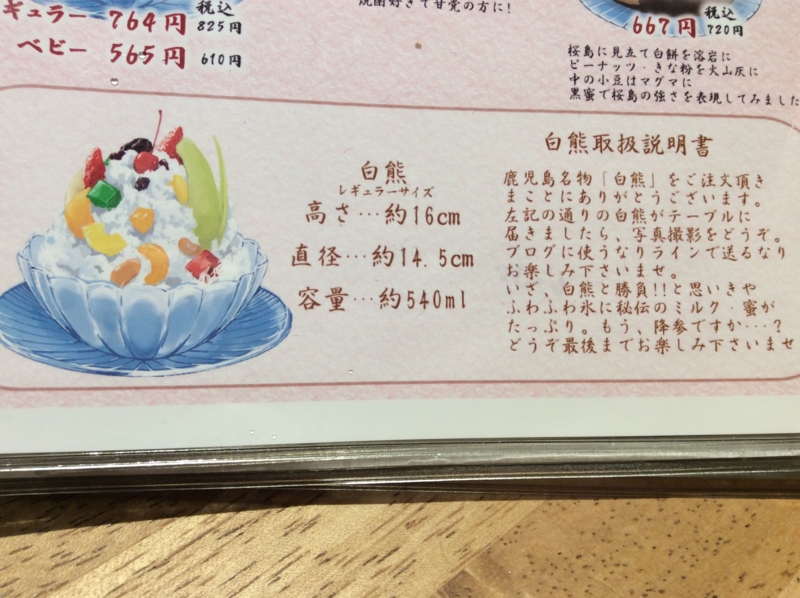 ギュラー 764円 税込 825円
ベビー 565円 610円
焼酎好きで甘党の方に!
667円 税込 720円
桜島に見立て白餅を溶岩に
ピーナッツ・きな粉を火山灰に
中の小豆はマグマに
黒蜜で桜島の強さを表現してみました
白熊
レギュラーサイズ
高さ…約16cm
直径…約14.5cm
容量…約540ml
白熊取扱説明書
鹿児島名物「白熊」をご注文頂き
まことにありがとうございます。
左記の通りの白熊がテーブルに
届きましたら、写真撮影をどうぞ。
ブログに使うなりラインで送るなり
お楽しみ下さいませ。
いざ、白熊と勝負!!と思いきや
ふわふわ氷に秘伝のミルク・蜜が
たっぷり。もう、降参ですか…?
どうぞ最後までお楽しみ下さいませ